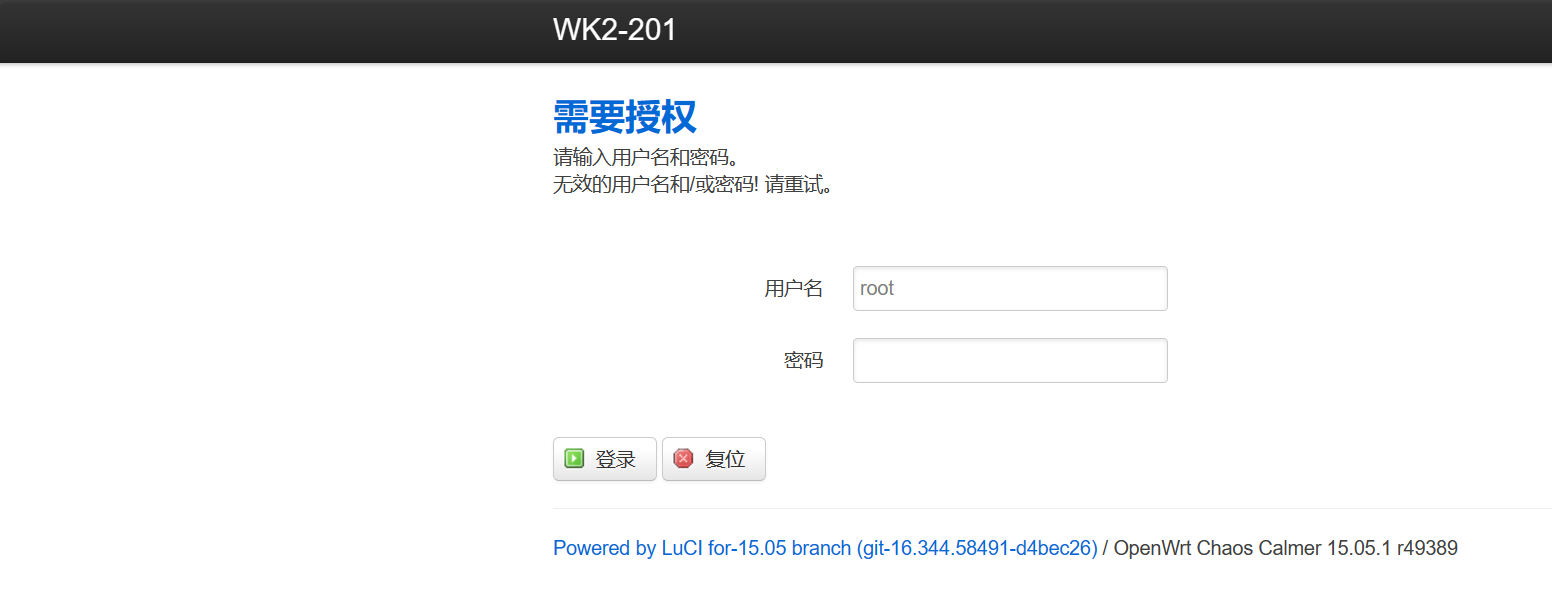 WK2-201
需要授权
请输入用户名和密码。
无效的用户名和/或密码! 请重试。
用户名 root
密码
登录 复位
Powered by LuCI for-15.05 branch (git-16.344.58491-d4bec26) / OpenWrt Chaos Calmer 15.05.1 r49389